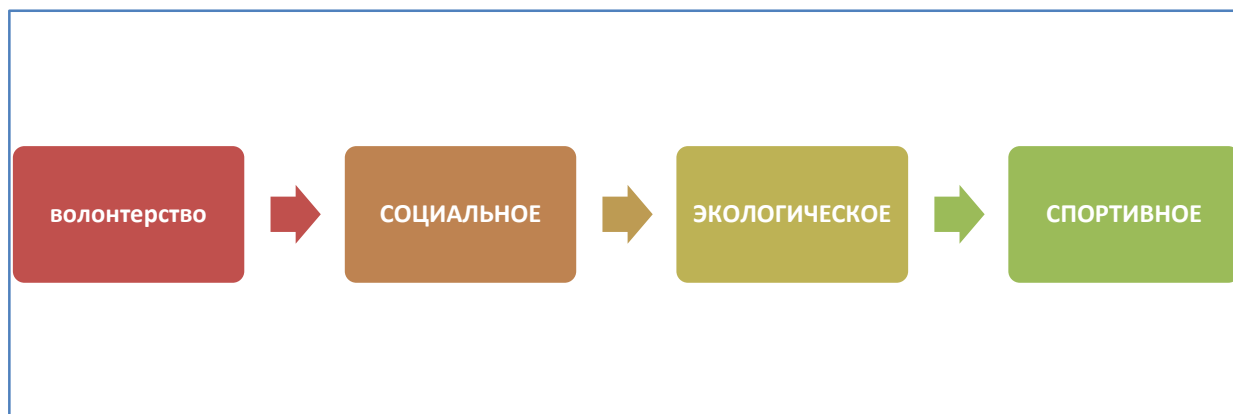 волонтерство
СОЦИАЛЬНОЕ
ЭКОЛОГИЧЕСКОЕ
СПОРТИВНОЕ